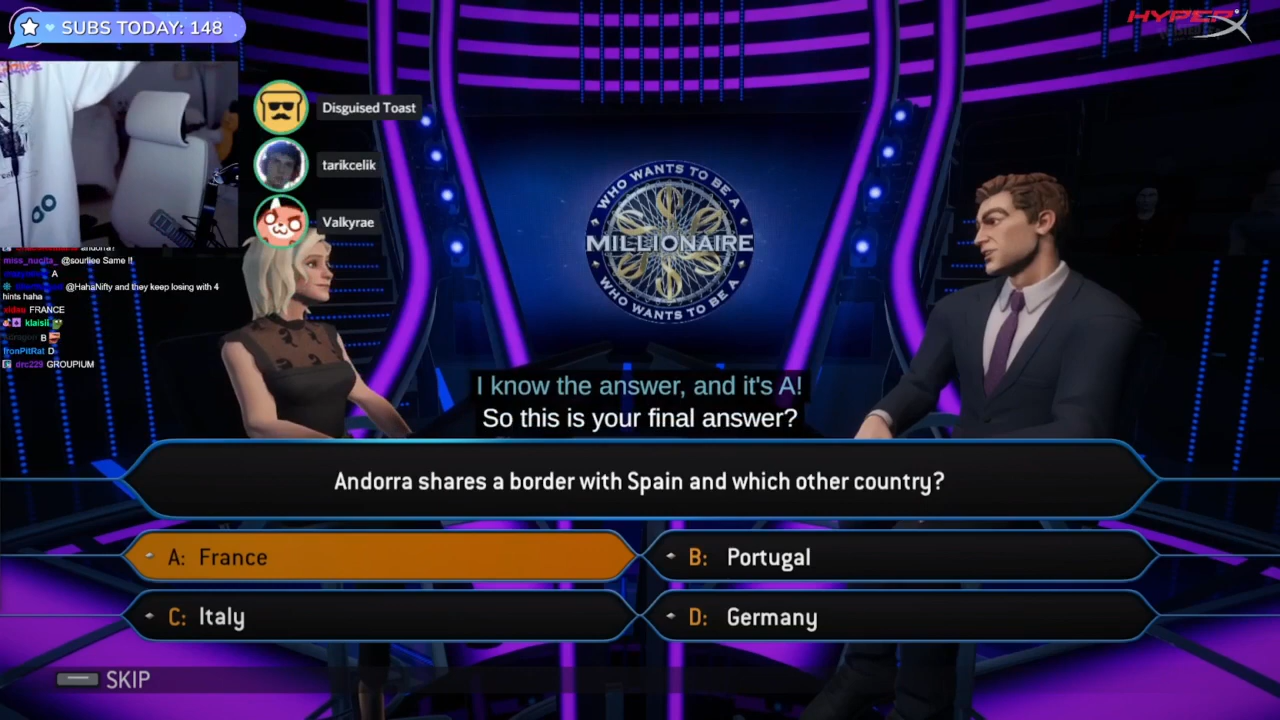 SUBS TODAY: 148
HYPERX
Disguised Toast
tarikcelik
Valkyrae
miss_nucita_ @sourliee Same !!
A
@HahaNifty and they keep losing with 4
hints haha
FRANCE
klaisii
B
IronPitRat D
drc229 GROUPIUM
WHO WANTS TO BE A
MILLIONAIRE
WHO WANTS TO BE A
I know the answer, and it's A!
So this is your final answer?
Andorra shares a border with Spain and which other country?
A: France
B: Portugal
C: Italy
D: Germany
SKIP